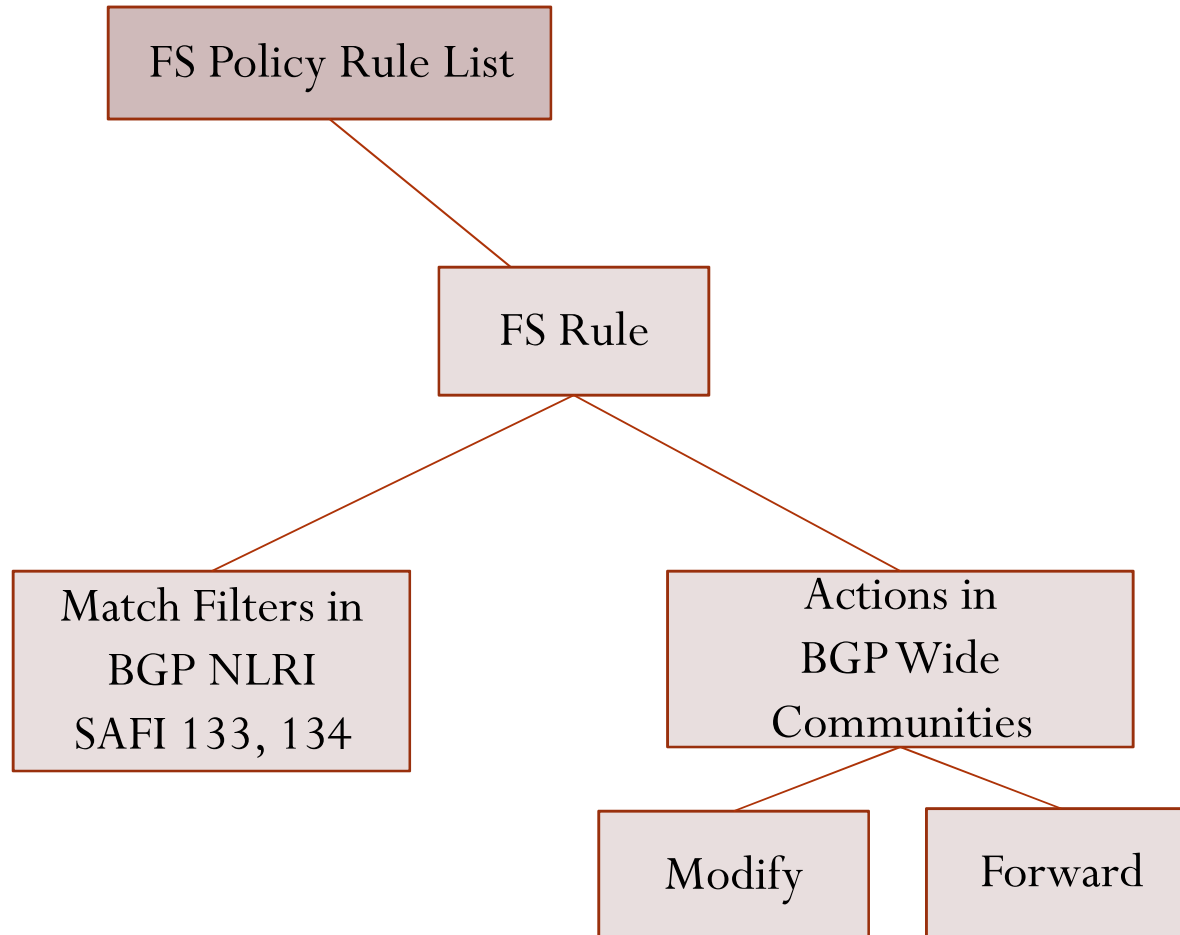 FS Policy Rule List
FS Rule
Match Filters in
BGP NLRI
SAFI 133, 134
Actions in
BGP Wide
Communities
Modify
Forward